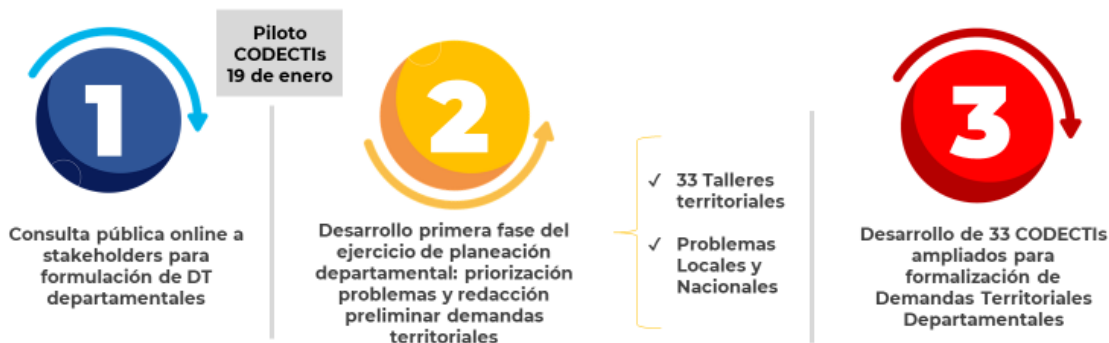 1
Consulta pública online a
stakeholders para
formulación de DT
departamentales
Piloto
CODECTIs
19 de enero
2
Desarrollo primera fase del
ejercicio de planeación
departamental: priorización
problemas y redacción
preliminar demandas
territoriales
✓ 33 Talleres
territoriales
✓ Problemas
Locales y
Nacionales
3
Desarrollo de 33 CODECTIs
ampliados para
formalización de
Demandas Territoriales
Departamentales